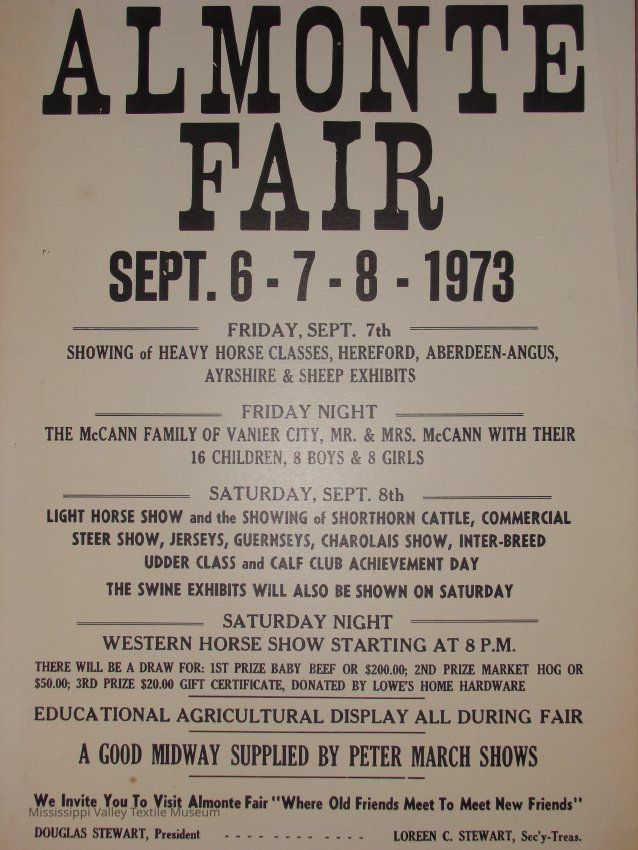 ALMONTE
FAIR
SEPT. 6 - 7 - 8 - 1973
FRIDAY, SEPT. 7th
SHOWING of HEAVY HORSE CLASSES, HEREFORD, ABERDEEN-ANGUS,
AYRSHIRE & SHEEP EXHIBITS
FRIDAY NIGHT
THE McCANN FAMILY OF VANIER CITY, MR. & MRS. McCANN WITH THEIR
16 CHILDREN, 8 BOYS & 8 GIRLS
SATURDAY, SEPT. 8th
LIGHT HORSE SHOW and the SHOWING of SHORTHORN CATTLE, COMMERCIAL
STEER SHOW, JERSEYS, GUERNSEYS, CHAROLAIS SHOW, INTER-BREED
UDDER CLASS and CALF CLUB ACHIEVEMENT DAY
THE SWINE EXHIBITS WILL ALSO BE SHOWN ON SATURDAY
SATURDAY NIGHT
WESTERN HORSE SHOW STARTING AT 8 P.M.
THERE WILL BE A DRAW FOR: 1ST PRIZE BABY BEEF OR $200.00; 2ND PRIZE MARKET HOG OR
$50.00; 3RD PRIZE $20.00 GIFT CERTIFICATE, DONATED BY LOWE'S HOME HARDWARE
EDUCATIONAL AGRICULTURAL DISPLAY ALL DURING FAIR
A GOOD MIDWAY SUPPLIED BY PETER MARCH SHOWS
We Invite You To Visit Almonte Fair "Where Old Friends Meet To Meet New Friends"
Mississippi Valley Textile Museum
DOUGLAS STEWART, President - - - - - - - - - - LOREEN C. STEWART, Sec'y-Treas.